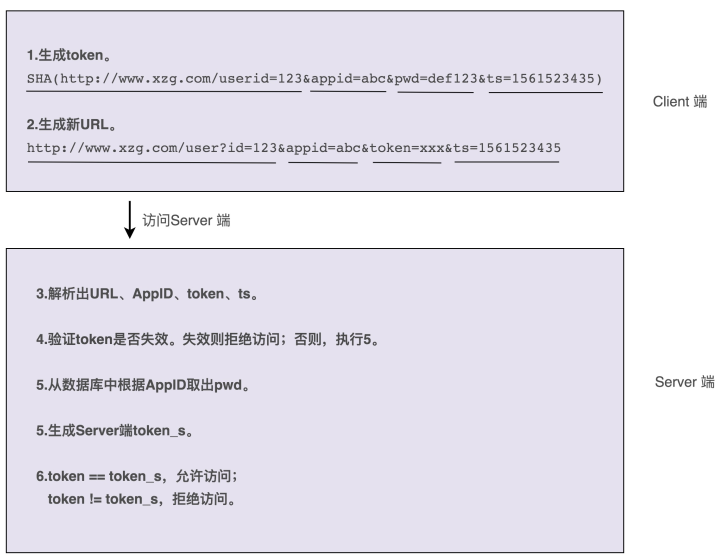 1.生成token。
SHA(http://www.xzg.com/userid=123&appid=abc&pwd=def123&ts=1561523435)
2.生成新URL。
http://www.xzg.com/user?id=123&appid=abc&token=xxx&ts=1561523435
Client 端
访问Server 端
3.解析出URL、AppID、token、ts。
4.验证token是否失效。失效则拒绝访问；否则，执行5。
5.从数据库中根据AppID取出pwd。
Server 端
5.生成Server端token_s。
6.token == token_s，允许访问；
token != token_s，拒绝访问。